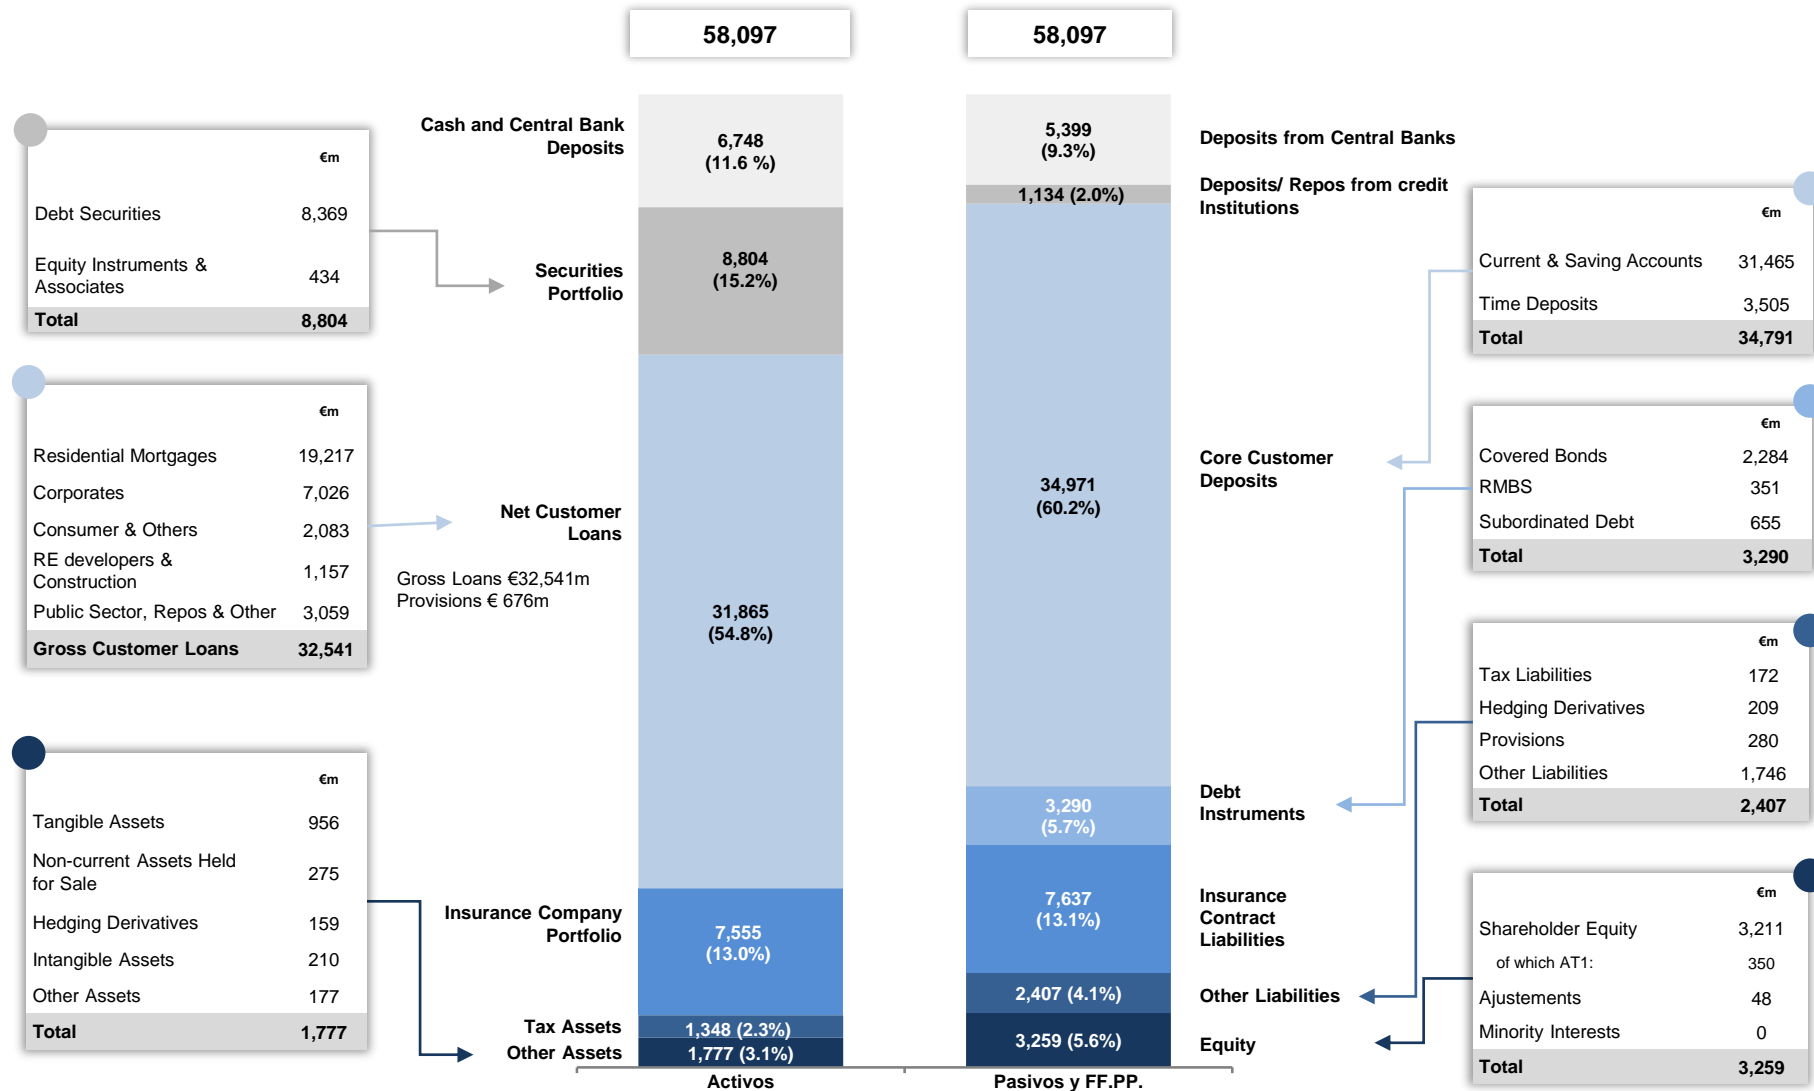 58,097
58,097
€m
Debt Securities 8,369
Equity Instruments &
Associates 434
Total 8,804
€m
Residential Mortgages 19,217
Corporates 7,026
Consumer & Others 2,083
RE developers &
Construction 1,157
Public Sector, Repos & Other 3,059
Gross Customer Loans 32,541
€m
Tangible Assets 956
Non-current Assets Held
for Sale 275
Hedging Derivatives 159
Intangible Assets 210
Other Assets 177
Total 1,777
Cash and Central Bank
Deposits
Securities
Portfolio
Net Customer
Loans
Gross Loans €32,541m
Provisions € 676m
Insurance Company
Portfolio
Tax Assets
Other Assets
6,748
(11.6 %)
8,804
(15.2%)
31,865
(54.8%)
7,555
(13.0%)
1,348 (2.3%)
1,777 (3.1%)
Activos
5,399
(9.3%)
1,134 (2.0%)
34,971
(60.2%)
3,290
(5.7%)
7,637
(13.1%)
2,407 (4.1%)
3,259 (5.6%)
Pasivos y FF.PP.
Deposits from Central Banks
Deposits/ Repos from credit
Institutions
Core Customer
Deposits
Debt
Instruments
Insurance
Contract
Liabilities
Other Liabilities
Equity
€m
Current & Saving Accounts 31,465
Time Deposits 3,505
Total 34,791
€m
Covered Bonds 2,284
RMBS 351
Subordinated Debt 655
Total 3,290
€m
Tax Liabilities 172
Hedging Derivatives 209
Provisions 280
Other Liabilities 1,746
Total 2,407
€m
Shareholder Equity 3,211
of which AT1: 350
Ajustements 48
Minority Interests 0
Total 3,259